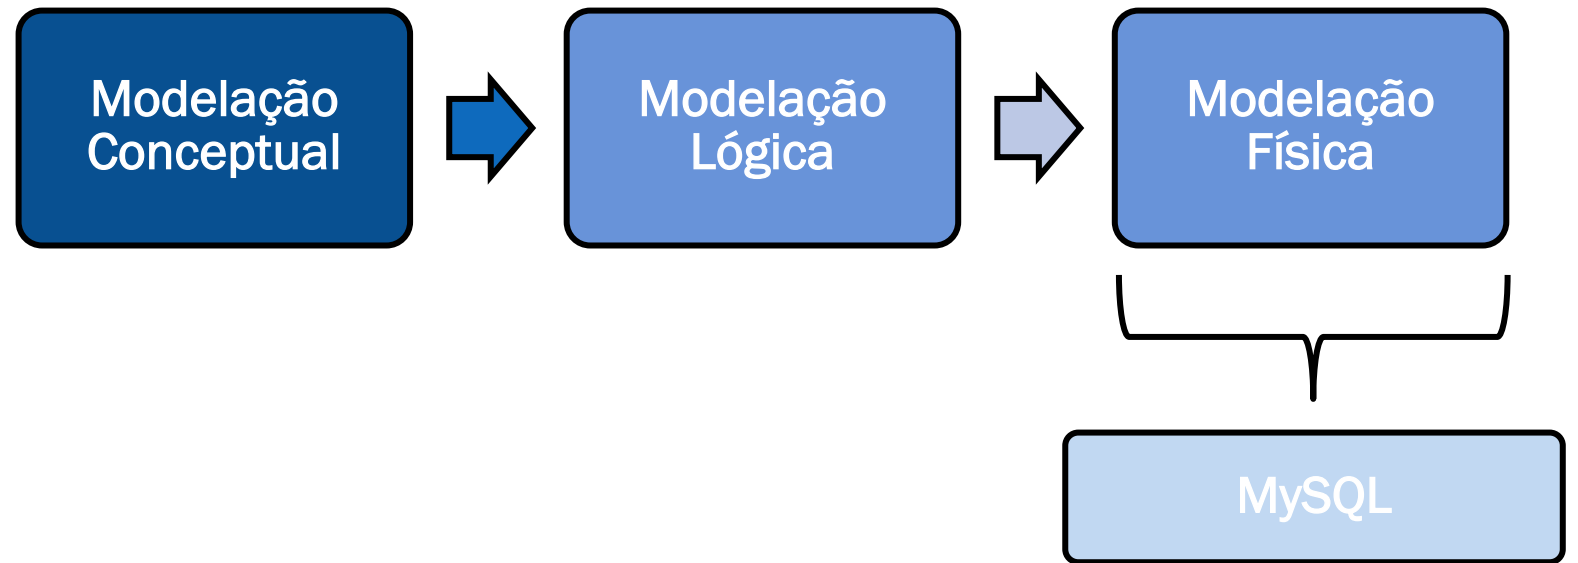 Modelação
Conceptual
Modelação
Lógica
Modelação
Física
MySQL